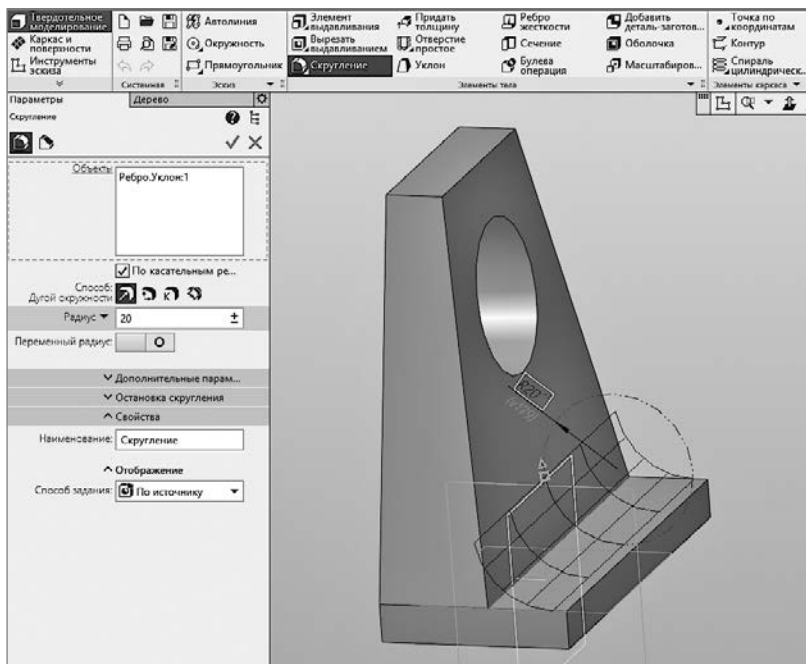 Твердотельное моделирование
Каркас и поверхности
Инструменты эскиза
Системная
Автолиния
Окружность
Прямоугольник
Эскиз
Элемент выдавливания
Вырезать выдавливанием
Скругление
Придать толщину
Отверстие простое
Уклон
Ребро жесткости
Сечение
Булева операция
Добавить деталь-заготов...
Оболочка
Масштабиров...
Элементы тела
Точка по координатам
Контур
Спираль цилиндрическ...
Элементы каркаса
Параметры
Дерево
Скругление
Объекты
Ребро.Уклон:1
По касательным ре...
Способ:
Дугой окружности
Радиус
20
Переменный радиус:
Дополнительные парам...
Остановка скругления
Свойства
Наименование:
Скругление
Отображение
Способ задания:
По источнику
R20